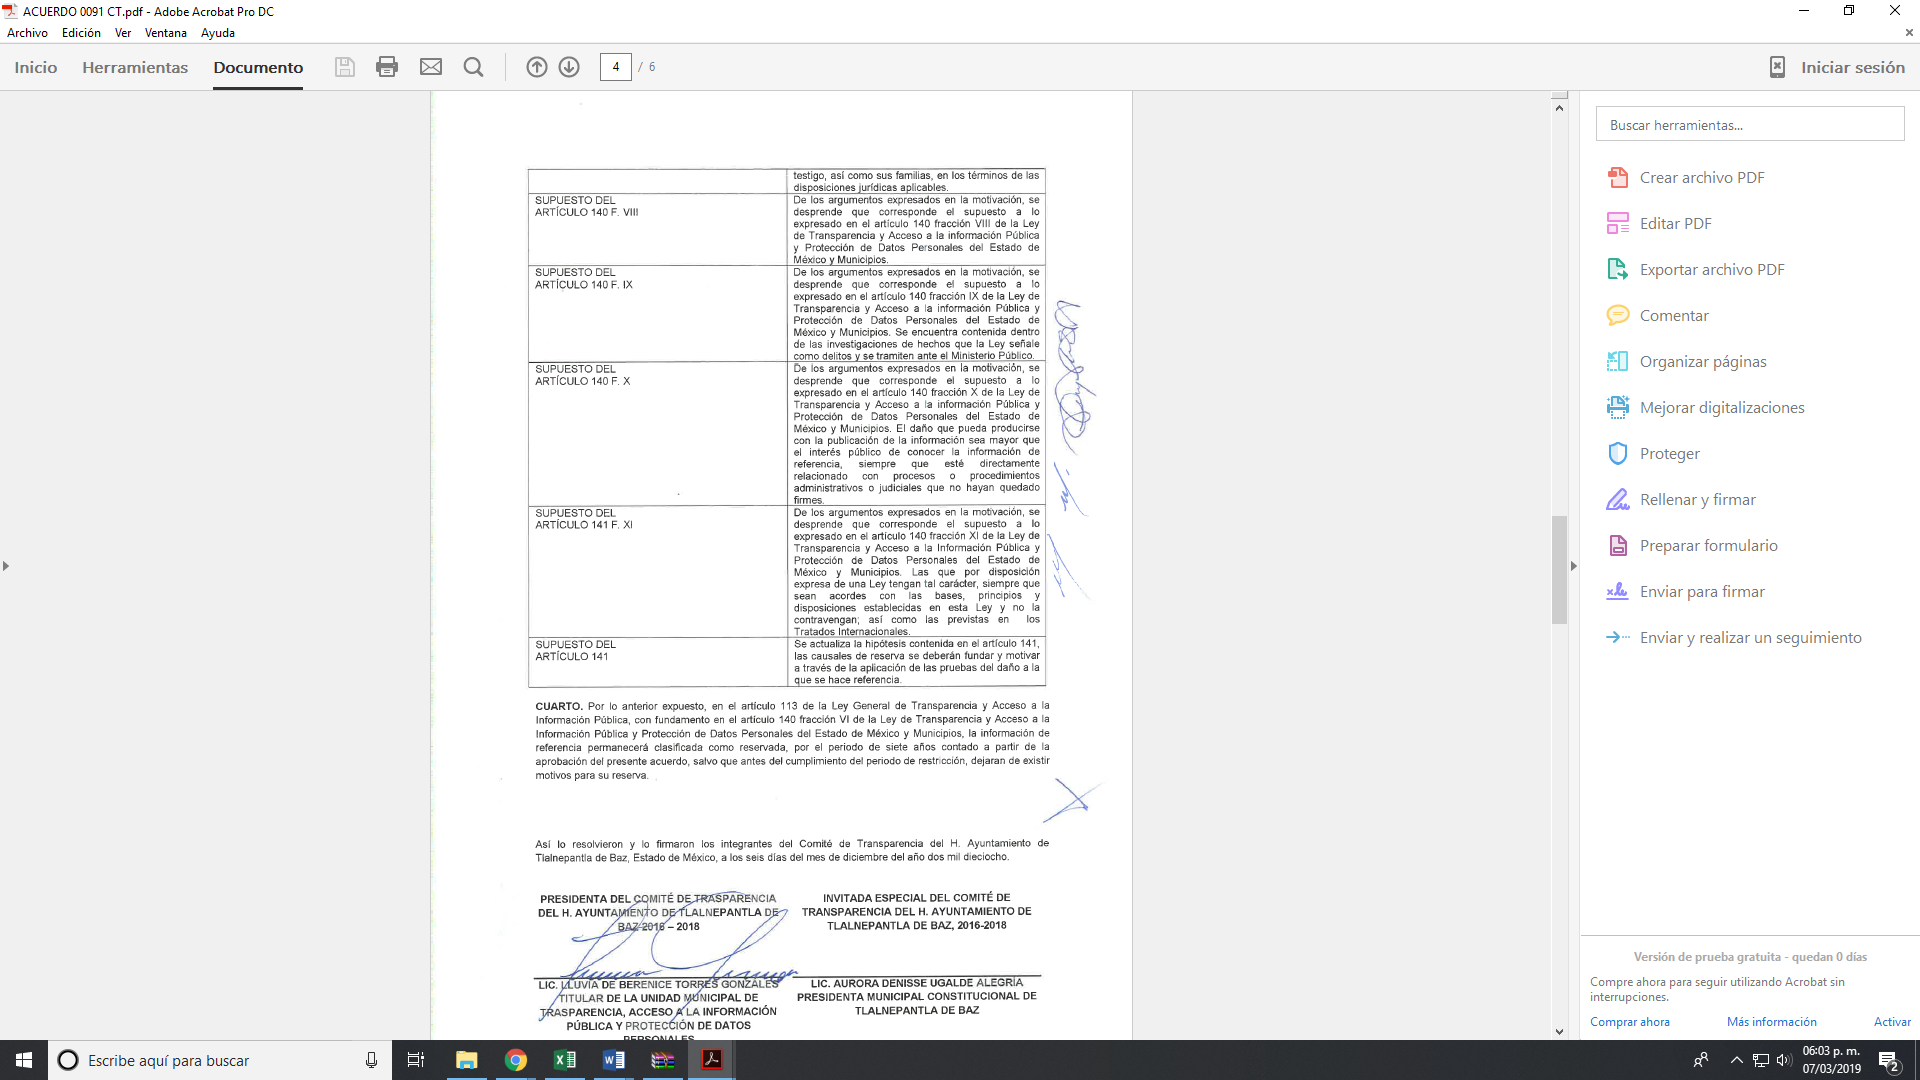 ACUERDO 0091 CT.pdf - Adobe Acrobat Pro DC
Archivo Edición Ver Ventana Ayuda
Inicio Herramientas Documento 4 / 6 Iniciar sesión
testigo, así como sus familias, en los términos de las
disposiciones jurídicas aplicables.
SUPUESTO DEL
ARTÍCULO 140 F. VIII
De los argumentos expresados en la motivación, se
desprende que corresponde el supuesto a lo
expresado en el artículo 140 fracción VIII de la Ley
de Transparencia y Acceso a la información Pública
y Protección de Datos Personales del Estado de
México y Municipios.
SUPUESTO DEL
ARTÍCULO 140 F. IX
De los argumentos expresados en la motivación, se
desprende que corresponde el supuesto a lo
expresado en el artículo 140 fracción IX de la Ley de
Transparencia y Acceso a la información Pública y
Protección de Datos Personales del Estado de
México y Municipios. Se encuentra contenida dentro
de las investigaciones de hechos que la Ley señale
como delitos y se tramiten ante el Ministerio Público.
SUPUESTO DEL
ARTÍCULO 140 F. X
De los argumentos expresados en la motivación, se
desprende que corresponde el supuesto a lo
expresado en el artículo 140 fracción X de la Ley de
Transparencia y Acceso a la información Pública y
Protección de Datos Personales del Estado de
México y Municipios. El daño que pueda producirse
con la publicación de la información sea mayor que
el interés público de conocer la información de
referencia, siempre que esté directamente
relacionado con procesos o procedimientos
administrativos o judiciales que no hayan quedado
firmes.
SUPUESTO DEL
ARTÍCULO 141 F. XI
De los argumentos expresados en la motivación, se
desprende que corresponde el supuesto a lo
expresado en el artículo 140 fracción XI de la Ley de
Transparencia y Acceso a la Información Pública y
Protección de Datos Personales del Estado de
México y Municipios. Las que por disposición
expresa de una Ley tengan tal carácter, siempre que
sean acordes con las bases, principios y
disposiciones establecidas en esta Ley y no la
contravengan; así como las previstas en los
Tratados Internacionales.
SUPUESTO DEL
ARTÍCULO 141
Se actualiza la hipótesis contenida en el artículo 141,
las causales de reserva se deberán fundar y motivar
a través de la aplicación de las pruebas del daño a la
que se hace referencia.
CUARTO. Por lo anterior expuesto, en el artículo 113 de la Ley General de Transparencia y Acceso a la
Información Pública, con fundamento en el artículo 140 fracción VI de la Ley de Transparencia y Acceso a la
Información Pública y Protección de Datos Personales del Estado de México y Municipios, la información de
referencia permanecerá clasificada como reservada, por el periodo de siete años contado a partir de la
aprobación del presente acuerdo, salvo que antes del cumplimiento del periodo de restricción, dejaran de existir
motivos para su reserva.
Así lo resolvieron y lo firmaron los integrantes del Comité de Transparencia del H. Ayuntamiento de
Tlalnepantla de Baz, Estado de México, a los seis días del mes de diciembre del año dos mil dieciocho.
PRESIDENTA DEL COMITÉ DE TRASPARENCIA
DEL H. AYUNTAMIENTO DE TLALNEPANTLA DE
BAZ 2016 – 2018
LIC. LLUVIA DE BERENICE TORRES GONZÁLES
TITULAR DE LA UNIDAD MUNICIPAL DE
TRASPARENCIA, ACCESO A LA INFORMACIÓN
PÚBLICA Y PROTECCIÓN DE DATOS
PERSONALES
INVITADA ESPECIAL DEL COMITÉ DE
TRANSPARENCIA DEL H. AYUNTAMIENTO DE
TLALNEPANTLA DE BAZ, 2016-2018
LIC. AURORA DENISSE UGALDE ALEGRÍA
PRESIDENTA MUNICIPAL CONSTITUCIONAL DE
TLALNEPANTLA DE BAZ
Buscar herramientas...
Crear archivo PDF
Editar PDF
Exportar archivo PDF
Comentar
Organizar páginas
Mejorar digitalizaciones
Proteger
Rellenar y firmar
Preparar formulario
Enviar para firmar
Enviar y realizar un seguimiento
Versión de prueba gratuita - quedan 0 días
Compre ahora para seguir utilizando Acrobat sin
interrupciones.
Comprar ahora Más información Activar
Escribe aquí para buscar
06:03 p. m.
07/03/2019
2